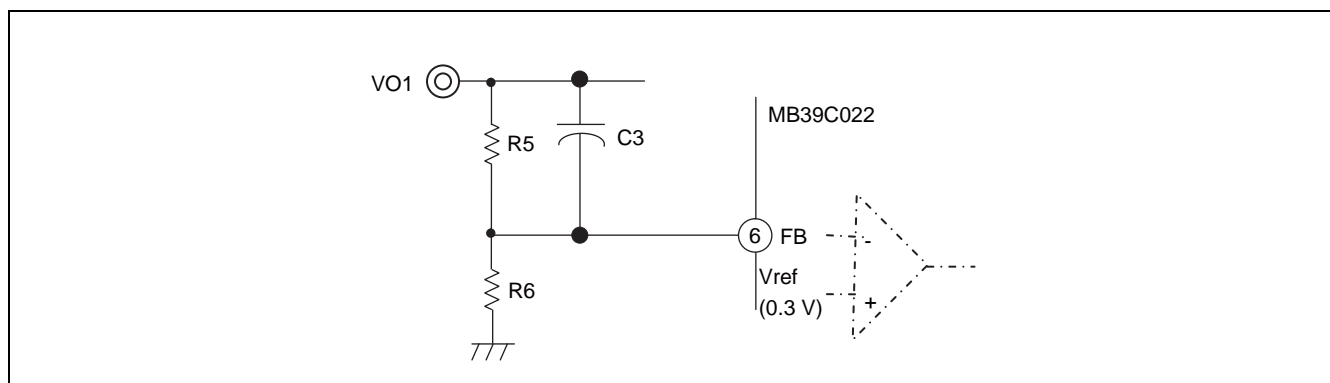 VO1
MB39C022
R5
C3
6
FB
-
Vref
(0.3 V)
+
R6